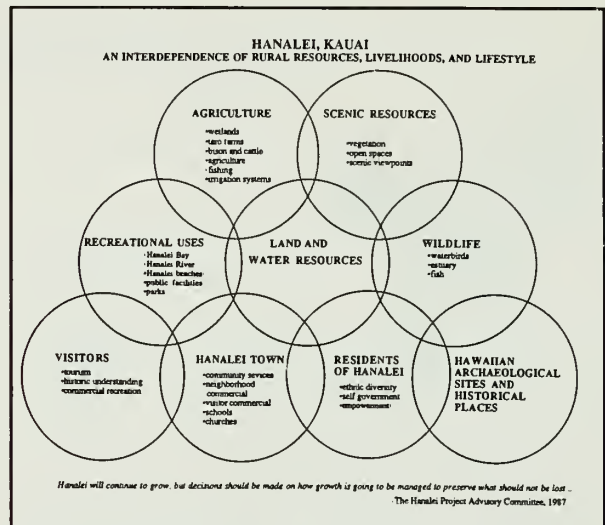 HANALEI, KAUAI
AN INTERDEPENDENCE OF RURAL RESOURCES, LIVELIHOODS, AND LIFESTYLE
AGRICULTURE
•wetlands
•taro farms
•bison and cattle
•agriculture
•fishing
•irrigation systems
SCENIC RESOURCES
•vegetation
•open spaces
•scenic viewpoints
RECREATIONAL USES
•Hanalei Bay
•Hanalei River
•Hanalei beaches
•public facilities
•parks
LAND AND
WATER RESOURCES
WILDLIFE
•waterbirds
•estuary
•fish
VISITORS
•tourism
•historic understanding
•commercial recreation
HANALEI TOWN
•community services
•neighborhood
commercial
•visitor commercial
•schools
•churches
RESIDENTS
OF HANALEI
•ethnic diversity
•self government
•empowerment
HAWAIIAN
ARCHAEOLOGICAL
SITES AND
HISTORICAL
PLACES
Hanalei will continue to grow, but decisions should be made on how growth is going to be managed to preserve what should not be lost ..
-The Hanalei Project Advisory Committee, 1987